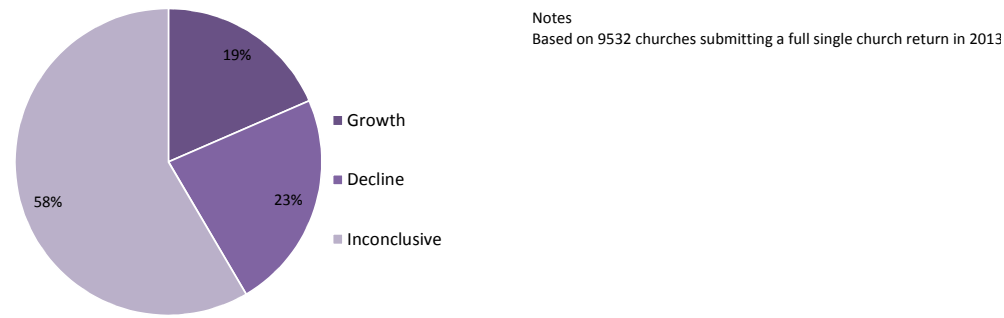 Notes
Based on 9532 churches submitting a full single church return in 2013
19%
Growth
Decline
23%
58%
Inconclusive